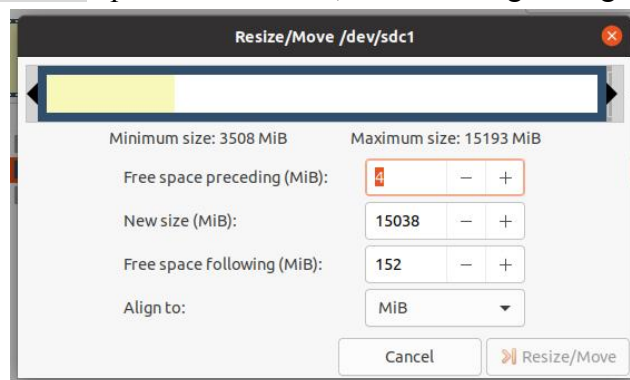 Resize/Move /dev/sdc1
Minimum size: 3508 MiB Maximum size: 15193 MiB
Free space preceding (MiB): 4 − +
New size (MiB): 15038 − +
Free space following (MiB): 152 − +
Align to: MiB
Cancel Resize/Move